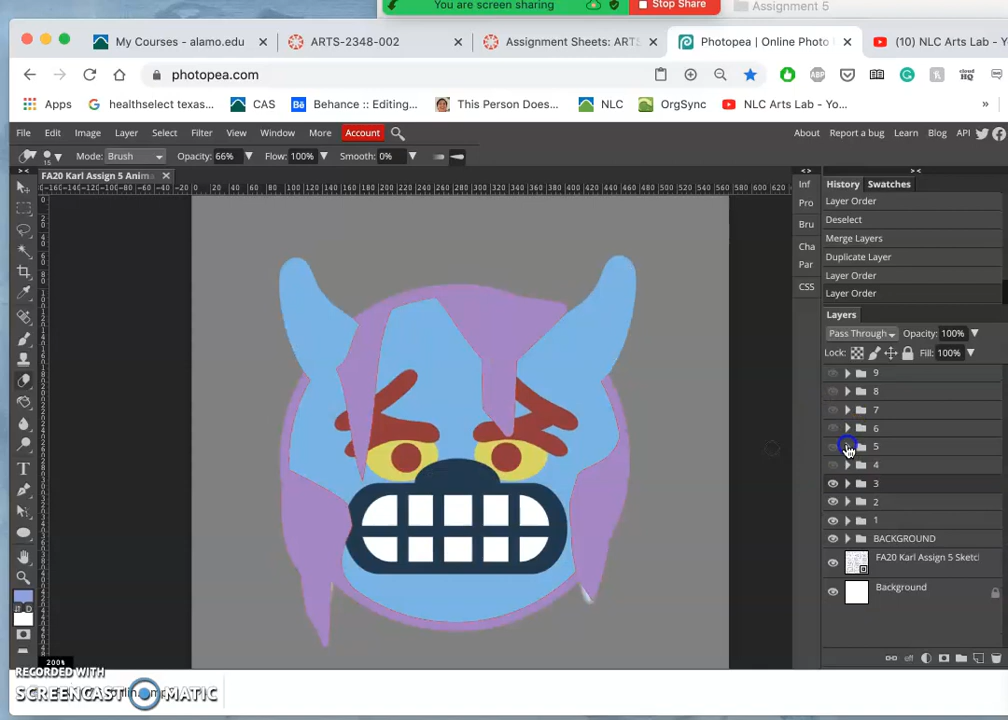 You are screen sharing
Stop Share
Assignment 5
My Courses - alamo.edu
ARTS-2348-002
Assignment Sheets: ARTS
Photopea | Online Photo
(10) NLC Arts Lab - Y
photopea.com
Apps healthselect texas... CAS Behance :: Editing... This Person Does... NLC OrgSync NLC Arts Lab - Yo...
File Edit Image Layer Select Filter View Window More Account
About Report a bug Learn Blog API
15 Mode: Brush Opacity: 66% Flow: 100% Smooth: 0%
FA20 Karl Assign 5 Anima
History Swatches
Layer Order
Deselect
Merge Layers
Duplicate Layer
Layer Order
Layer Order
Inf
Pro
Bru
Cha
Par
CSS
Layers
Pass Through Opacity: 100%
Lock: Fill: 100%
9
8
7
6
5
4
3
2
1
BACKGROUND
FA20 Karl Assign 5 Sketc
Background
200%
RECORDED WITH
SCREENCAST MATIC